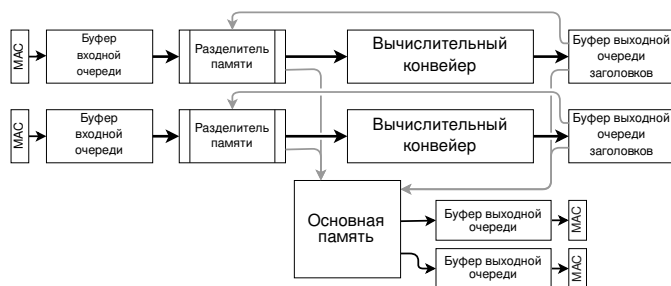 MAC
Буфер
входной
очереди
Разделитель
памяти
Вычислительный
конвейер
Буфер выходной
очереди
заголовков
MAC
Буфер
входной
очереди
Разделитель
памяти
Вычислительный
конвейер
Буфер выходной
очереди
заголовков
Основная
память
Буфер выходной
очереди
MAC
Буфер выходной
очереди
MAC